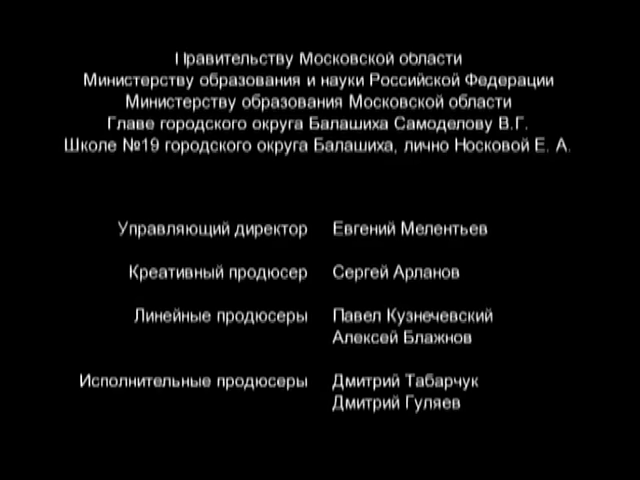 Правительству Московской области
Министерству образования и науки Российской Федерации
Министерству образования Московской области
Главе городского округа Балашиха Самоделову В.Г.
Школе №19 городского округа Балашиха, лично Носковой Е. А.
Управляющий директор Евгений Мелентьев
Креативный продюсер Сергей Арланов
Линейные продюсеры Павел Кузнечевский
Алексей Блажнов
Исполнительные продюсеры Дмитрий Табарчук
Дмитрий Гуляев